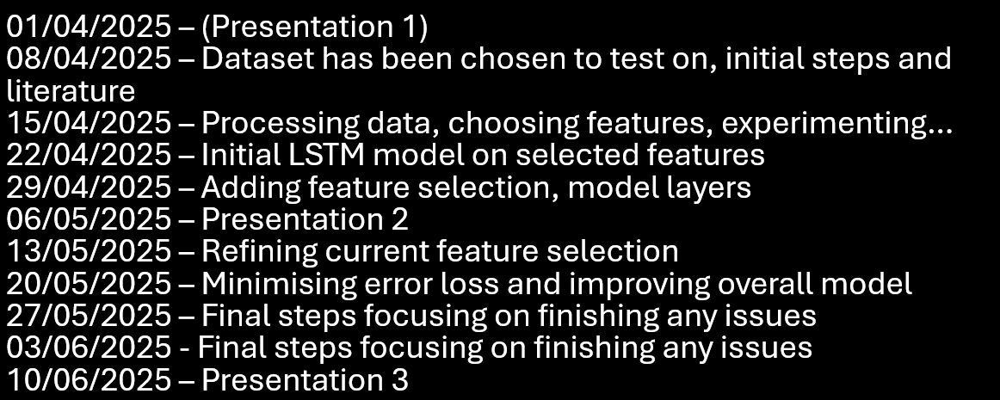 01/04/2025 – (Presentation 1)
08/04/2025 – Dataset has been chosen to test on, initial steps and
literature
15/04/2025 – Processing data, choosing features, experimenting...
22/04/2025 – Initial LSTM model on selected features
29/04/2025 – Adding feature selection, model layers
06/05/2025 – Presentation 2
13/05/2025 – Refining current feature selection
20/05/2025 – Minimising error loss and improving overall model
27/05/2025 – Final steps focusing on finishing any issues
03/06/2025 - Final steps focusing on finishing any issues
10/06/2025 – Presentation 3